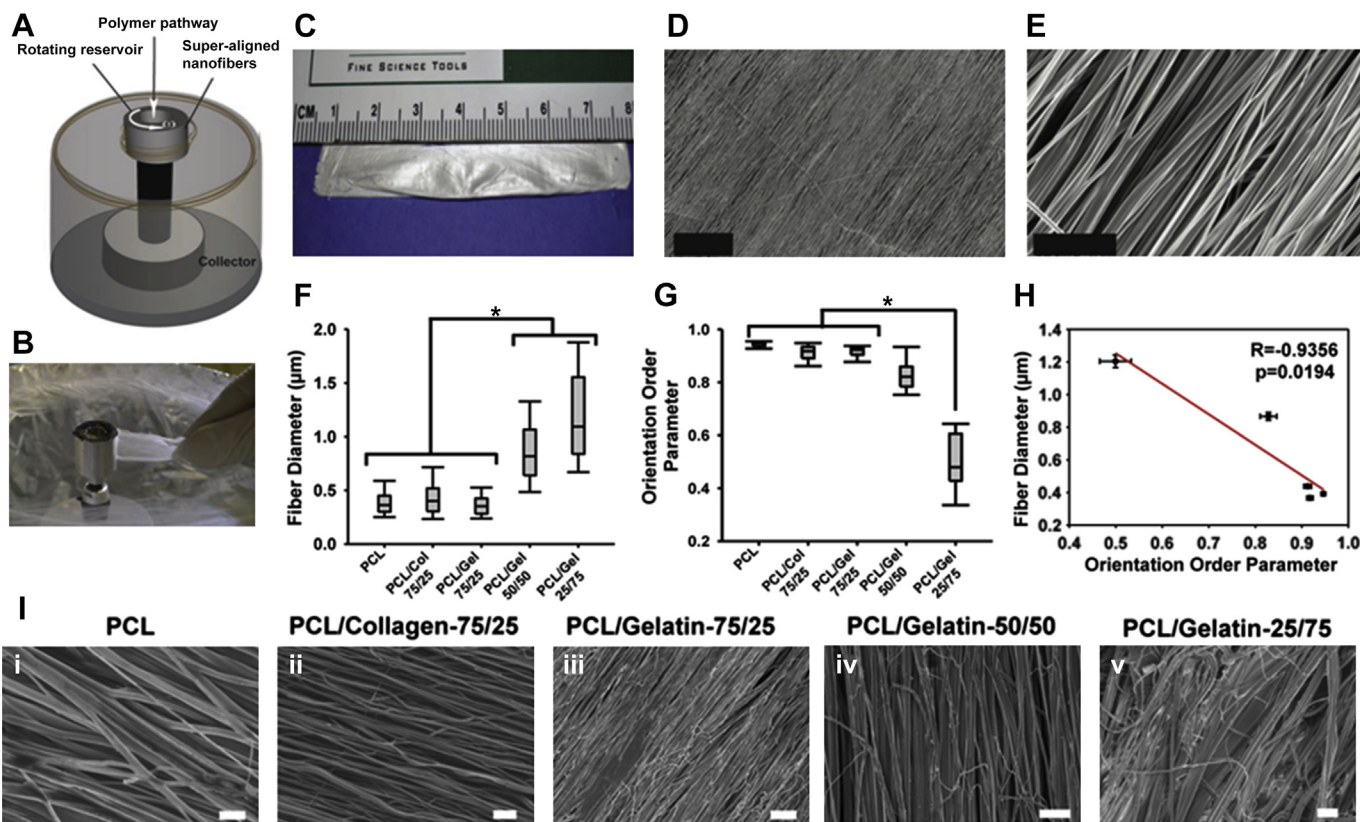 A
Polymer pathway
Rotating reservoir
Super-aligned
nanofibers
Collector
B
C
FINE SCIENCE TOOLS
CM 1 2 3 4 5 6 7 8
D
E
F
*
Fiber Diameter (µm)
2.0
1.5
1.0
0.5
0.0
PCL
PCL/Col
75/25
PCL/Gel
75/25
PCL/Gel
50/50
PCL/Gel
25/75
G
*
Orientation Order
Parameter
1.0
0.8
0.6
0.4
0.2
PCL
PCL/Col
75/25
PCL/Gel
75/25
PCL/Gel
50/50
PCL/Gel
25/75
H
R=-0.9356
p=0.0194
Fiber Diameter (µm)
1.4
1.2
1.0
0.8
0.6
0.4
0.2
0.4 0.5 0.6 0.7 0.8 0.9 1.0
Orientation Order Parameter
I
PCL
PCL/Collagen-75/25
PCL/Gelatin-75/25
PCL/Gelatin-50/50
PCL/Gelatin-25/75
i
ii
iii
iv
v